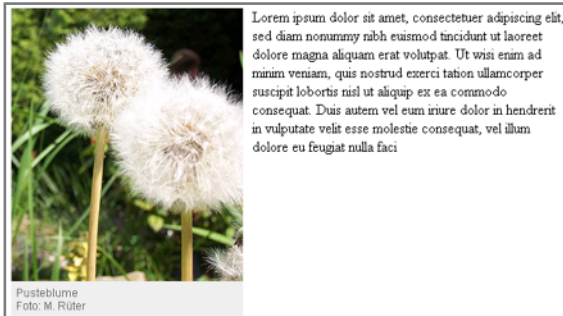 Lorem ipsum dolor sit amet, consectetuer adipiscing elit,
sed diam nonummy nibh euismod tincidunt ut laoreet
dolore magna aliquam erat volutpat. Ut wisi enim ad
minim veniam, quis nostrud exerci tation ullamcorper
suscipit lobortis nisl ut aliquip ex ea commodo
consequat. Duis autem vel eum iriure dolor in hendrerit
in vulputate velit esse molestie consequat, vel illum
dolore eu feugiat nulla faci
Pusteblume
Foto: M. Rüter